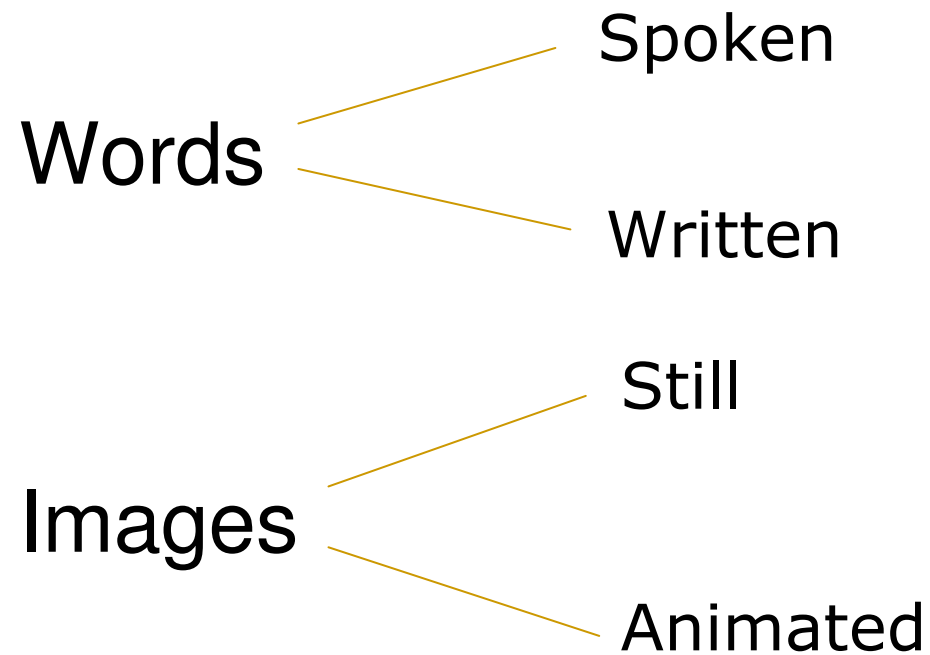 Spoken
Words
Written
Still
Images
Animated